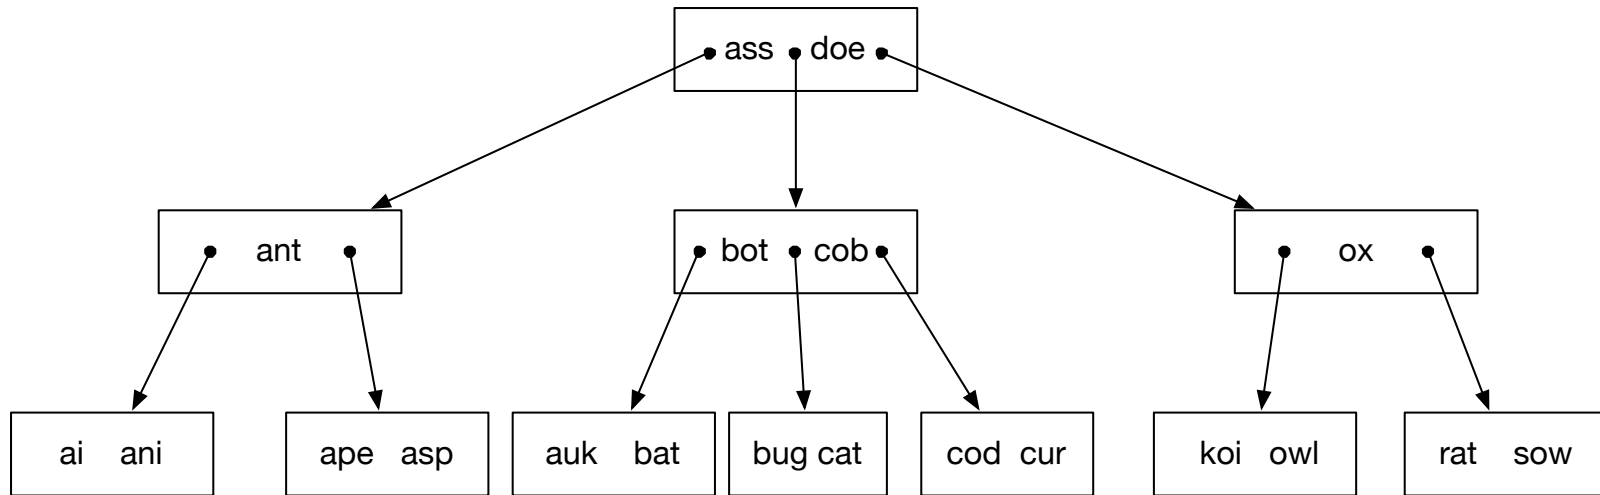 ass doe
ant bot cob ox
ai ani ape asp auk bat bug cat cod cur koi owl rat sow